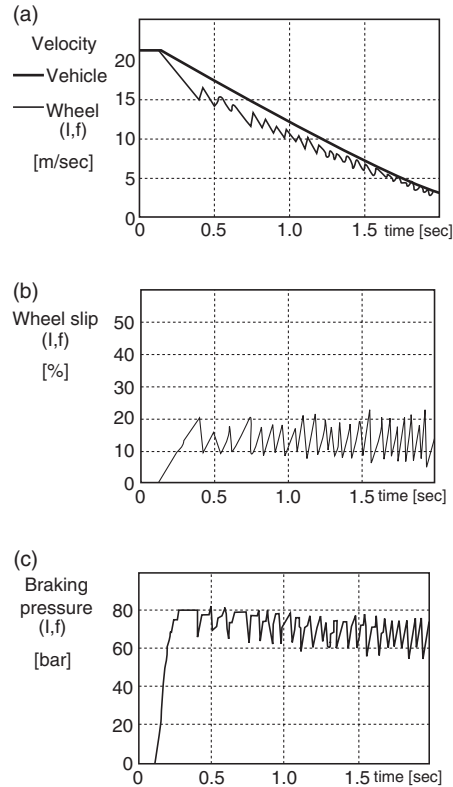 (a)
Velocity
Vehicle
Wheel
(I,f)
[m/sec]
20
15
10
5
0
0 0.5 1.0 1.5 time [sec]
(b)
Wheel slip
(I,f)
[%]
50
40
30
20
10
0
0 0.5 1.0 1.5 time [sec]
(c)
Braking
pressure
(I,f)
[bar]
80
60
40
20
0
0 0.5 1.0 1.5 time [sec]